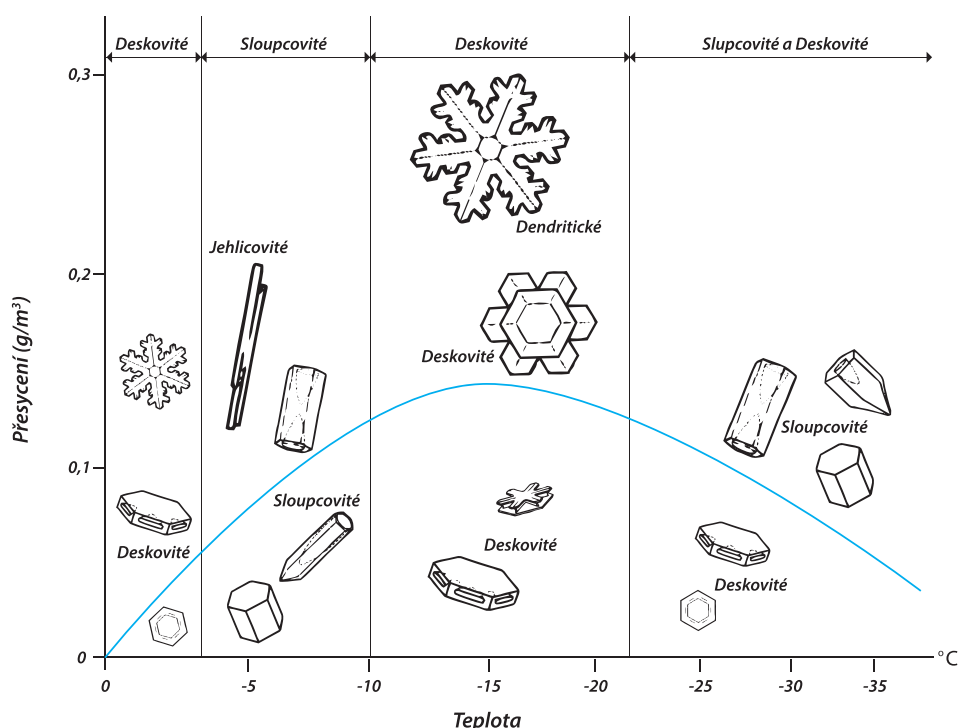 Deskovité
Sloupcovité
Deskovité
Slupcovité a Deskovité
0,3
Dendritické
Jehlicovité
0,2
Přesycení (g/m³)
Deskovité
Sloupcovité
0,1
Sloupcovité
Deskovité
Deskovité
Deskovité
0
°C
0
-5
-10
-15
-20
-25
-30
-35
Teplota